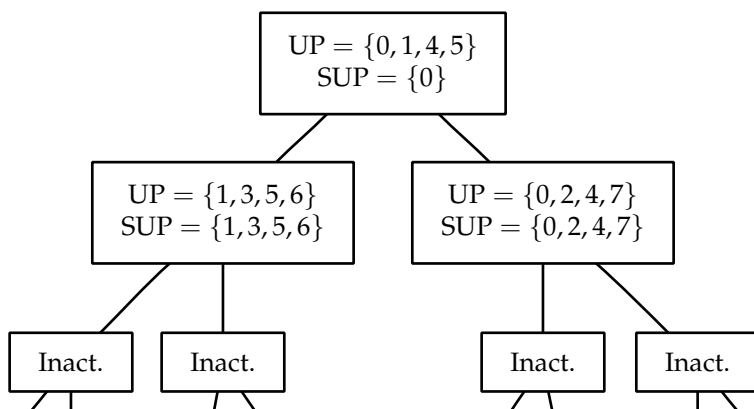 UP = {0, 1, 4, 5}
SUP = {0}
UP = {1, 3, 5, 6}
SUP = {1, 3, 5, 6}
UP = {0, 2, 4, 7}
SUP = {0, 2, 4, 7}
Inact.
Inact.
Inact.
Inact.